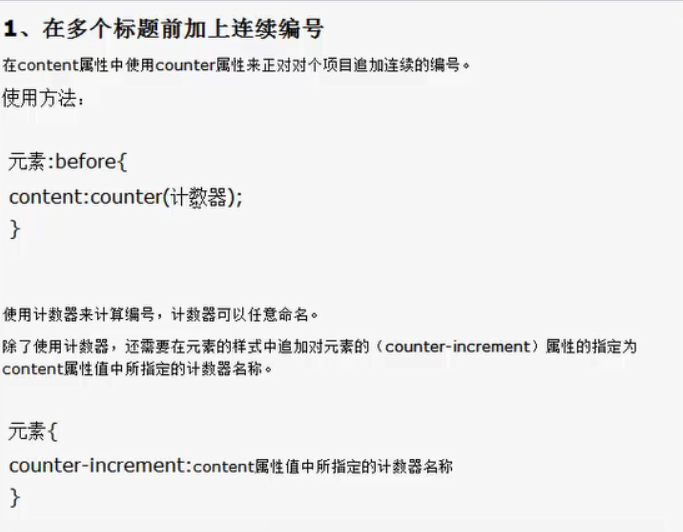 1、在多个标题前加上连续编号
在content属性中使用counter属性来正对对个项目追加连续的编号。
使用方法：
元素:before{
content:counter(计数器);
}
使用计数器来计算编号，计数器可以任意命名。
除了使用计数器，还需要在元素的样式中追加对元素的（counter-increment）属性的指定为
content属性值中所指定的计数器名称。
元素{
counter-increment:content属性值中所指定的计数器名称
}